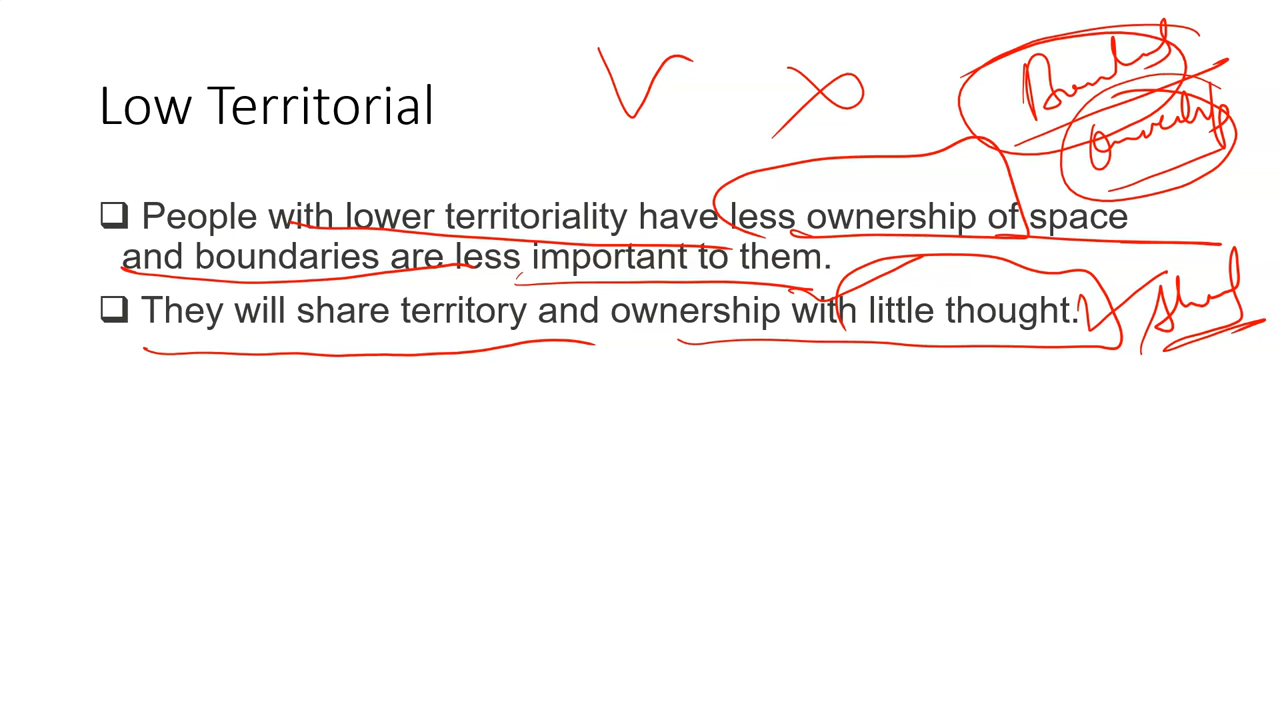 Low Territorial
Ownership
❑ People with lower territoriality have less ownership of space
and boundaries are less important to them.
❑ They will share territory and ownership with little thought.